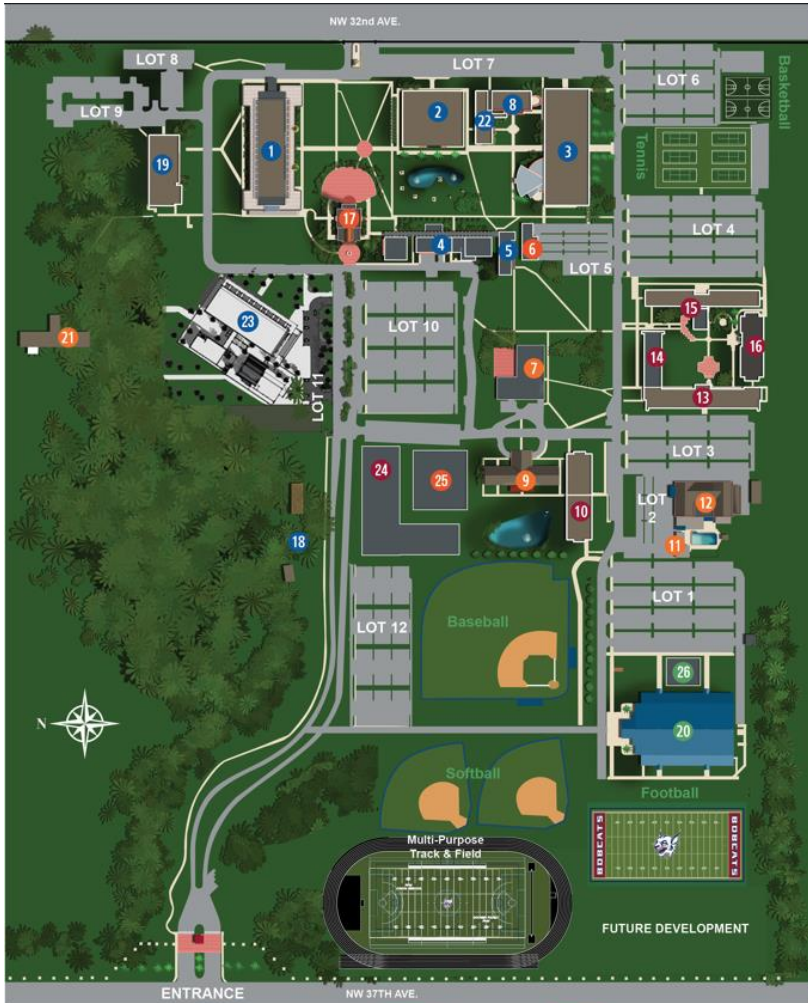 NW 32nd AVE.
LOT 8
LOT 7
LOT 6
Basketball
LOT 9
1
2
22
8
3
19
Tennis
17
4
5
6
LOT 5
LOT 4
21
23
LOT 11
LOT 10
7
15
14
16
13
24
25
9
10
LOT 3
LOT 2
12
11
18
LOT 12
Baseball
LOT 1
26
20
N
Softball
Football
Multi-Purpose
Track & Field
BOBCATS
BOBCATS
FUTURE DEVELOPMENT
ENTRANCE
NW 37TH AVE.